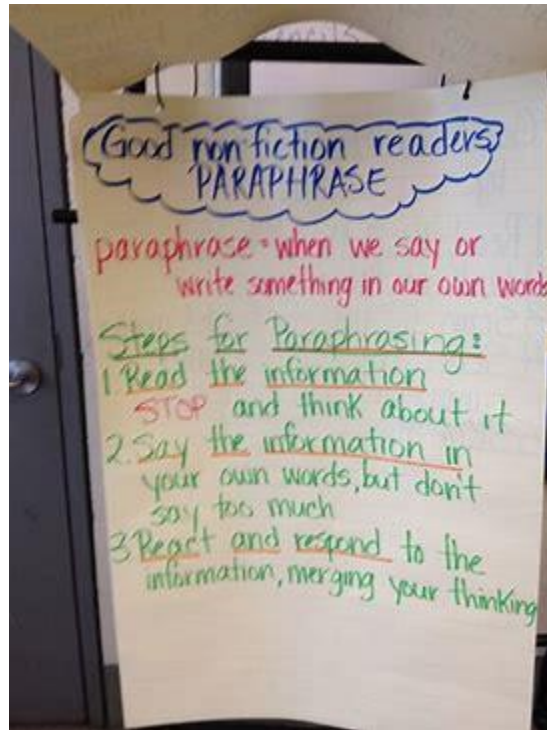 pencils
Good non fiction readers
PARAPHRASE
paraphrase = when we say or
write something in our own words
Steps for Paraphrasing:
1. Read the information
STOP and think about it
2. Say the information in
your own words, but don't
say too much
3 React and respond to the
information, merging your thinking